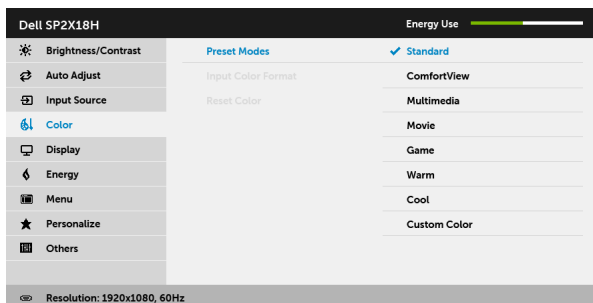 Dell SP2X18H Energy Use
Brightness/Contrast Preset Modes Standard
Auto Adjust Input Color Format ComfortView
Input Source Reset Color Multimedia
Color Movie
Display Game
Energy Warm
Menu Cool
Personalize Custom Color
Others
Resolution: 1920x1080, 60Hz